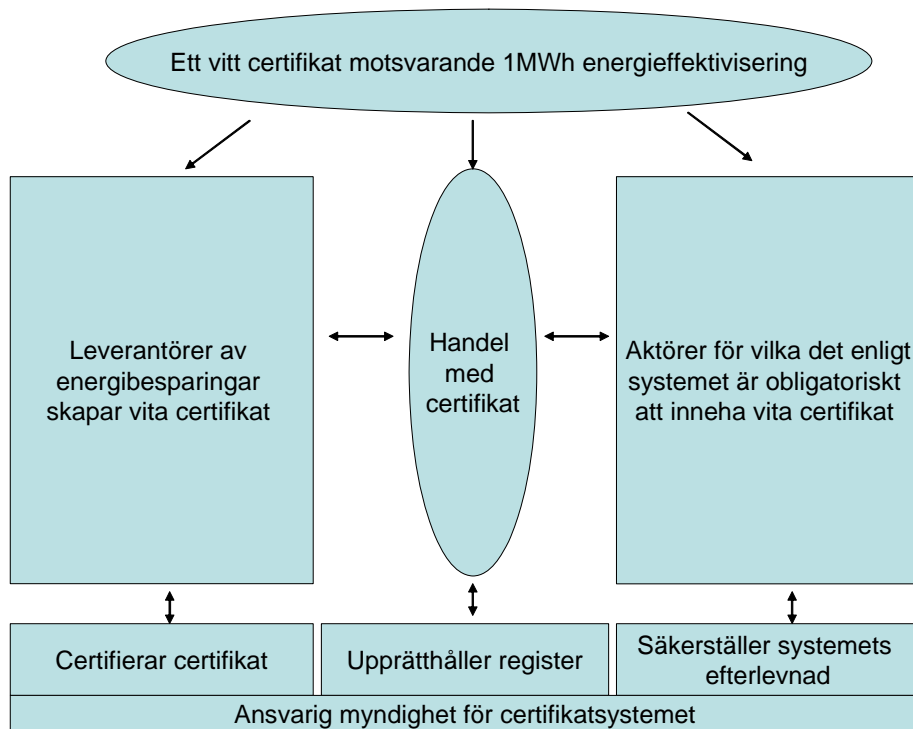 Ett vitt certifikat motsvarande 1MWh energieffektivisering
Leverantörer av
energibesparingar
skapar vita certifikat
Handel
med
certifikat
Aktörer för vilka det enligt
systemet är obligatoriskt
att inneha vita certifikat
Certifierar certifikat
Upprätthåller register
Säkerställer systemets
efterlevnad
Ansvarig myndighet för certifikatsystemet